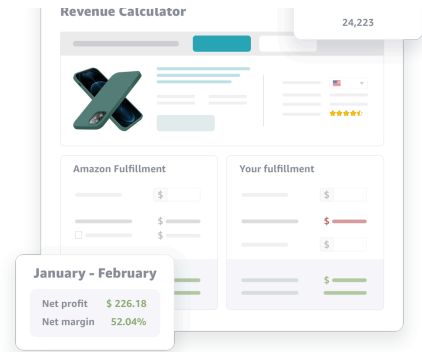 Revenue Calculator
24,223
Amazon Fulfillment
Your fulfillment
$
$
$
$
$
$
$
January - February
Net profit $ 226.18
Net margin 52.04%